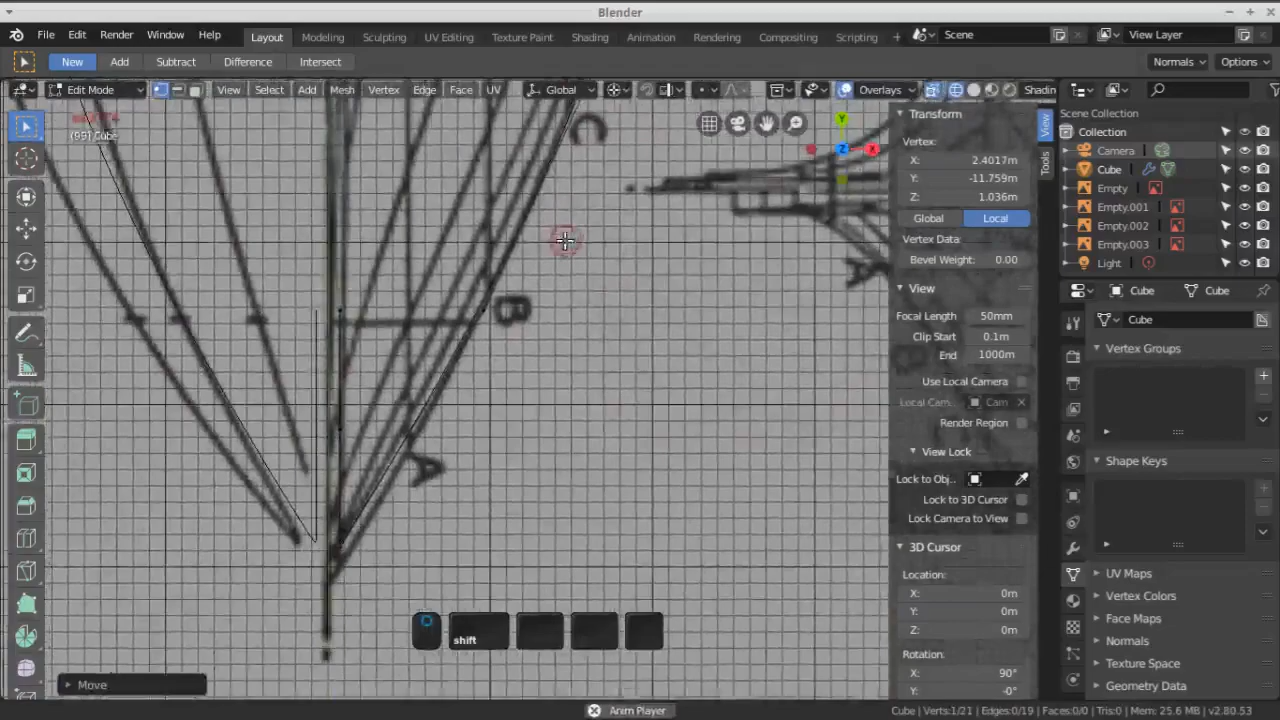 Blender
File Edit Render Window Help Layout Modeling Sculpting UV Editing Texture Paint Shading Animation Rendering Compositing Scripting + Scene View Layer
New Add Subtract Difference Intersect Normals Options
Edit Mode View Select Add Mesh Vertex Edge Face UV Global Overlays Shadin
(99) Cube
Y
Z X
C
B
A
A
Transform
Vertex:
X: 2.4017m
Y: -11.759m
Z: 1.036m
Global Local
Vertex Data:
Bevel Weight: 0.00
View
Focal Length 50mm
Clip Start 0.1m
End 1000m
Use Local Camera
Local Cam.. Cam
Render Region
View Lock
Lock to Obj..
Lock to 3D Cursor
Lock Camera to View
3D Cursor
Location:
X: 0m
Y: 0m
Z: 0m
Rotation:
X: 90°
Y: -0°
View
Tools
Scene Collection
Collection
Camera
Cube
Empty
Empty.001
Empty.002
Empty.003
Light
Cube Cube
Cube
Vertex Groups
Shape Keys
UV Maps
Vertex Colors
Face Maps
Normals
Texture Space
Geometry Data
shift
Move
Anim Player
Cube | Verts:1/21 | Edges:0/19 | Faces:0/0 | Tris:0 | Mem: 25.6 MB | v2.80.53